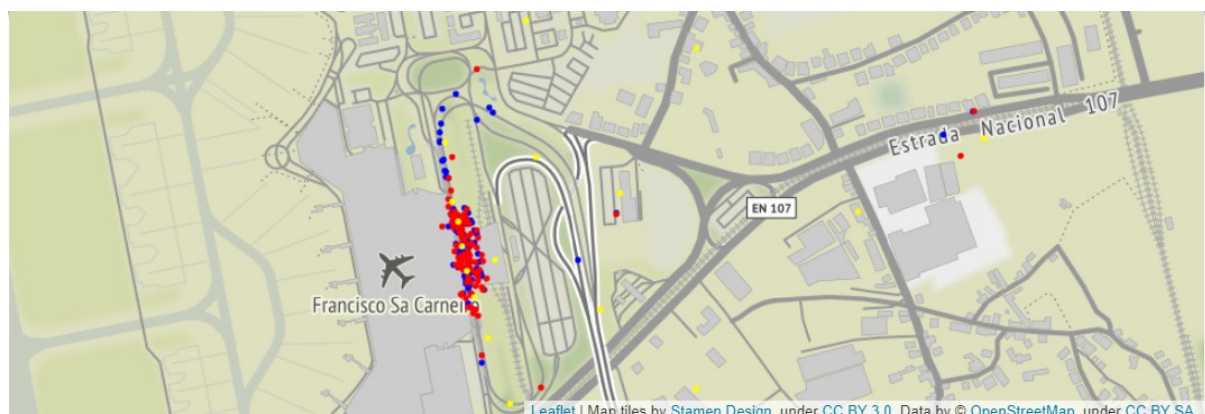 Estrada Nacional 107
EN 107
Francisco Sa Carneiro
Leaflet | Map tiles by Stamen Design, under CC BY 3.0. Data by © OpenStreetMap, under CC BY SA.